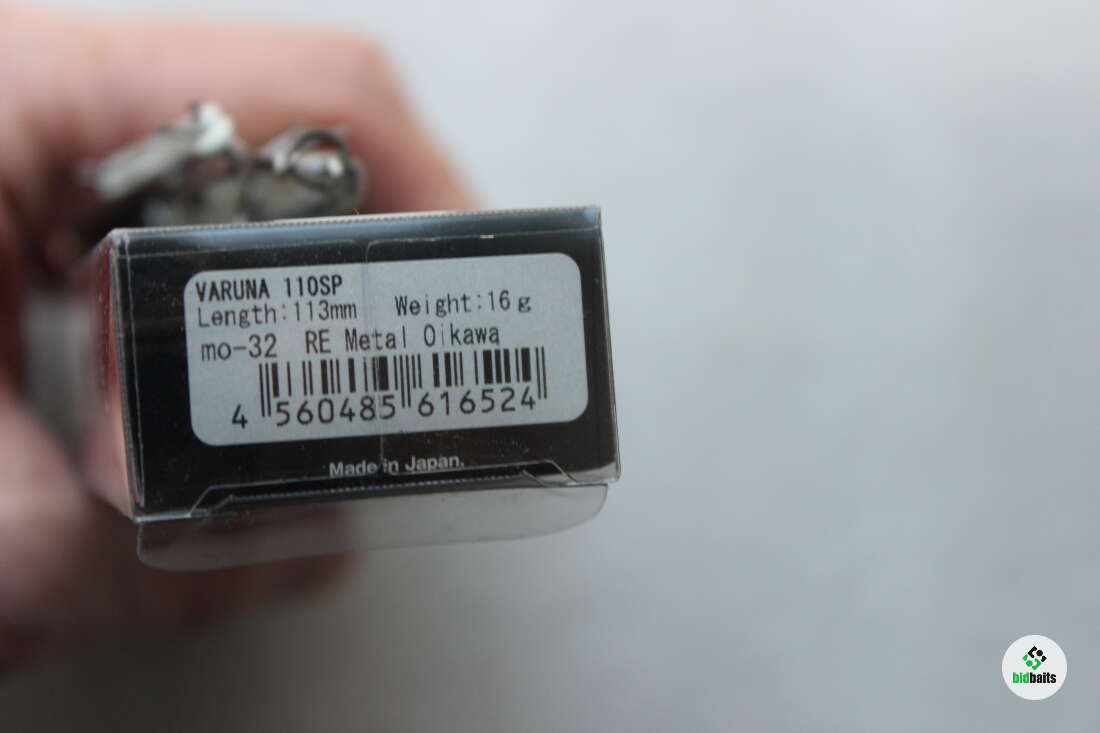 VARUNA 110SP
Length:113mm Weight:16g
mo-32 RE Metal Oikawa
4 560485 616524
Made in Japan.
bidbaits